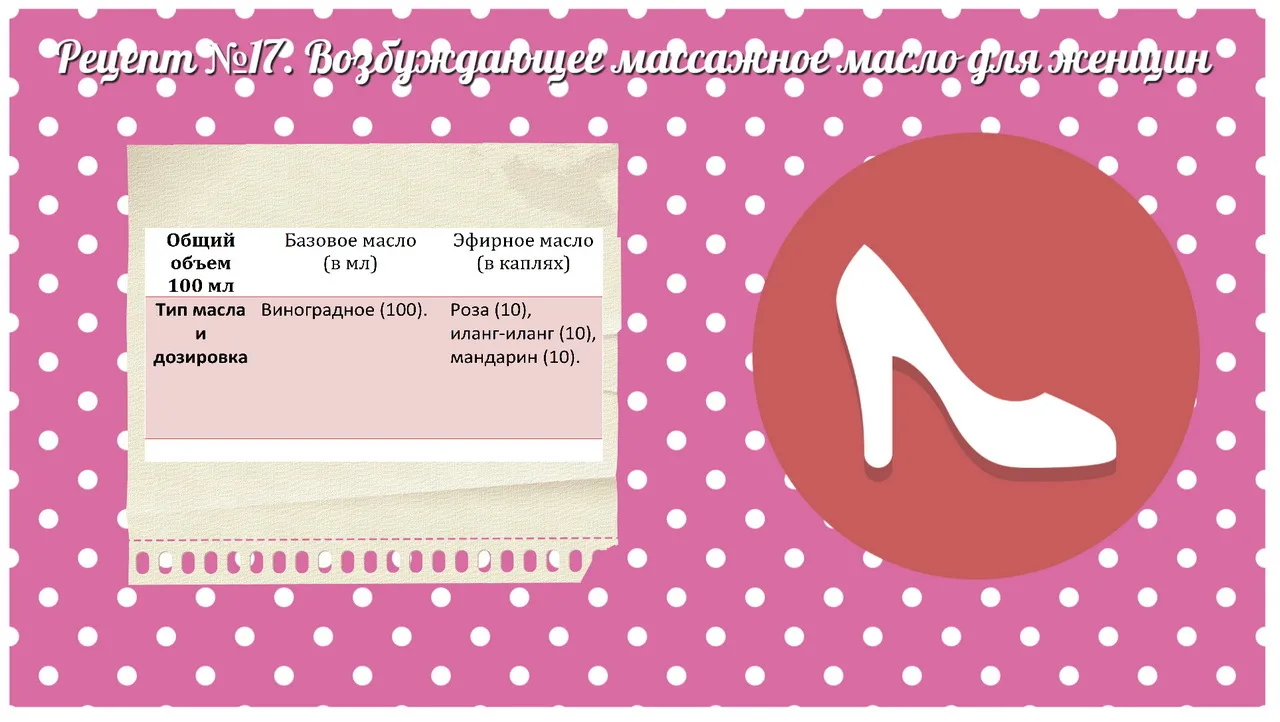 Рецепт №17. Возбуждающее массажное масло для женщин
Общий
объем
100 мл
Базовое масло
(в мл)
Эфирное масло
(в каплях)
Тип масла
и
дозировка
Виноградное (100).
Роза (10),
иланг-иланг (10),
мандарин (10).